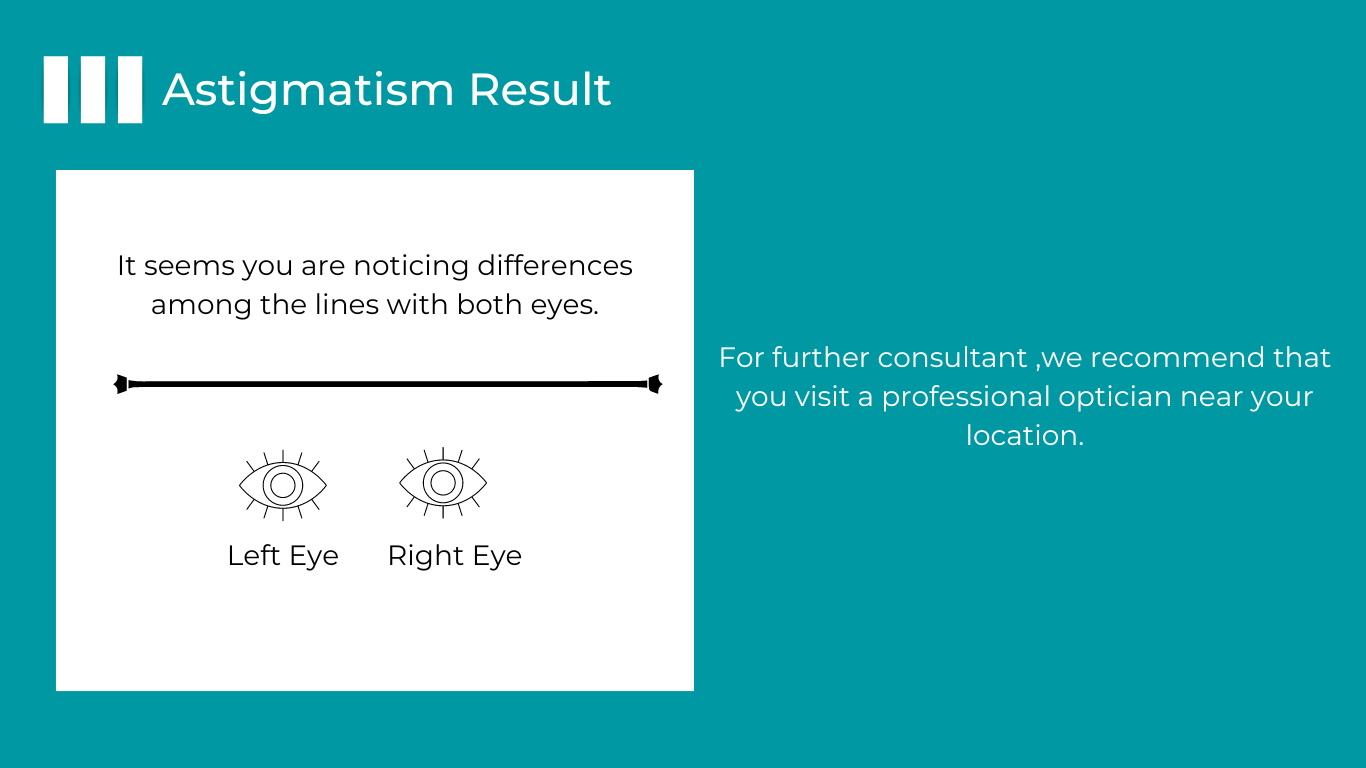 Astigmatism Result
It seems you are noticing differences
among the lines with both eyes.
Left Eye
Right Eye
For further consultant ,we recommend that
you visit a professional optician near your
location.